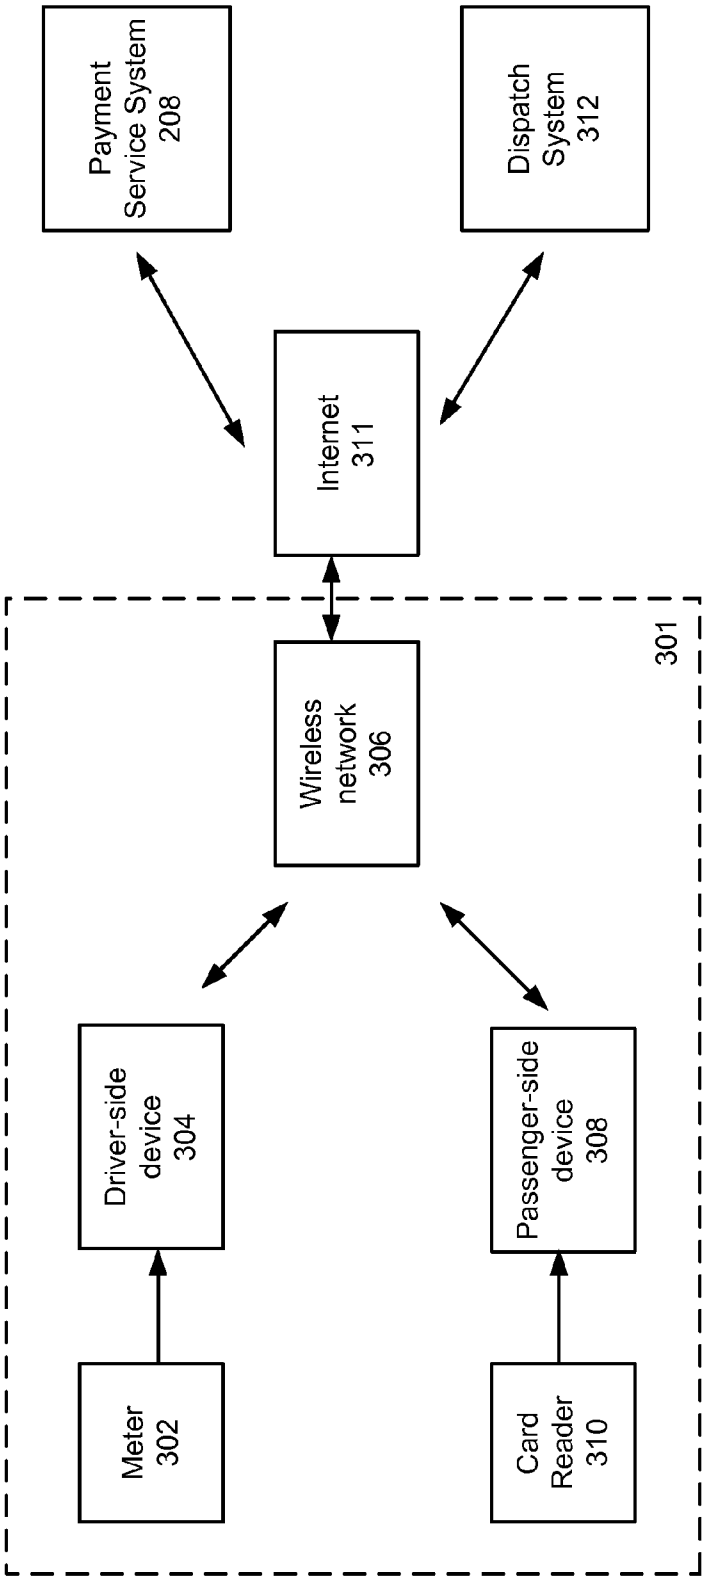 Meter
302
Driver-side
device
304
Card
Reader
310
Passenger-side
device
308
Wireless
network
306
301
Internet
311
Payment
Service System
208
Dispatch
System
312